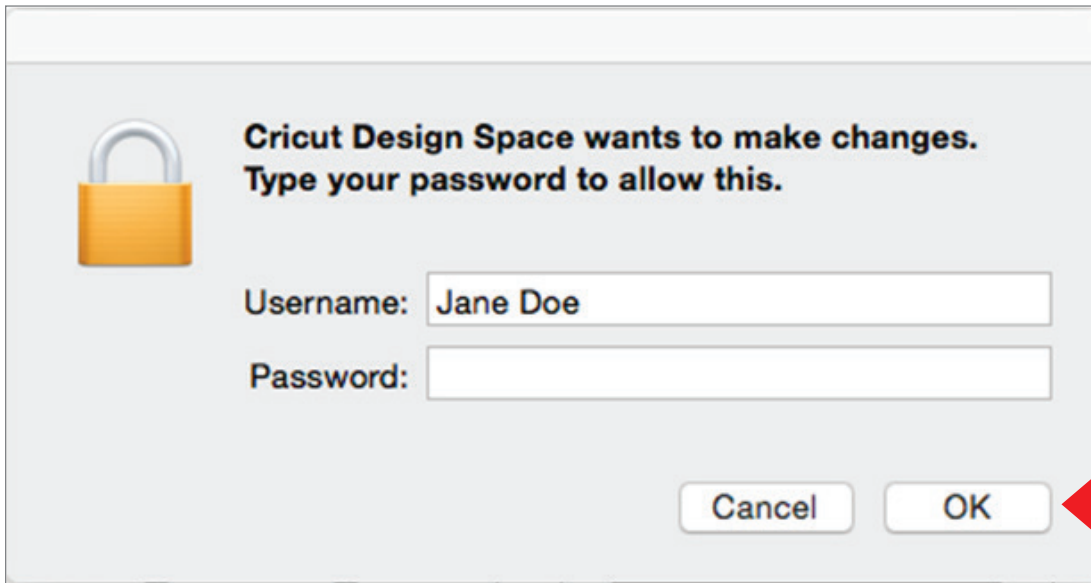 Cricut Design Space wants to make changes.
Type your password to allow this.
Username: Jane Doe
Password:
Cancel OK